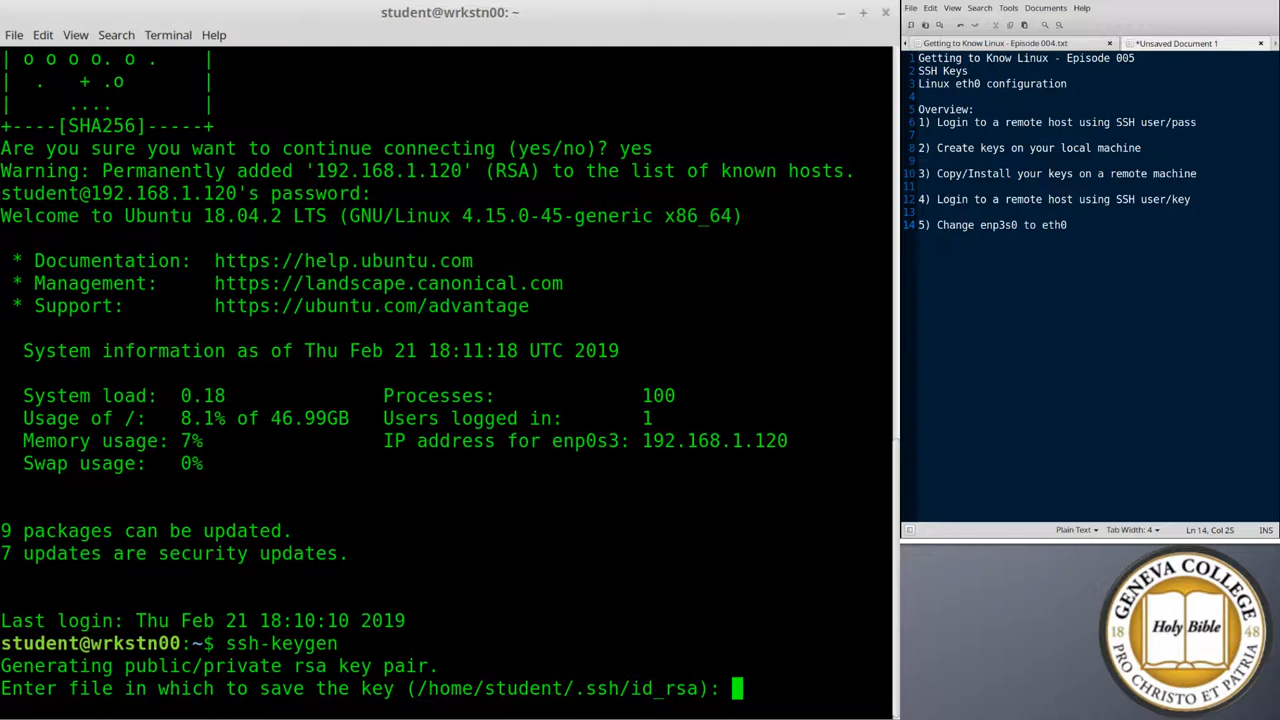 student@wrkstn00: ~
File Edit View Search Terminal Help
| o o o o. o .    |
|  .   + .o       |
|     ....        |
+----[SHA256]-----+
Are you sure you want to continue connecting (yes/no)? yes
Warning: Permanently added '192.168.1.120' (RSA) to the list of known hosts.
student@192.168.1.120's password:
Welcome to Ubuntu 18.04.2 LTS (GNU/Linux 4.15.0-45-generic x86_64)
* Documentation: https://help.ubuntu.com
* Management: https://landscape.canonical.com
* Support: https://ubuntu.com/advantage
System information as of Thu Feb 21 18:11:18 UTC 2019
System load: 0.18 Processes: 100
Usage of /: 8.1% of 46.99GB Users logged in: 1
Memory usage: 7% IP address for enp0s3: 192.168.1.120
Swap usage: 0%
9 packages can be updated.
7 updates are security updates.
Last login: Thu Feb 21 18:10:10 2019
student@wrkstn00:~$ ssh-keygen
Generating public/private rsa key pair.
Enter file in which to save the key (/home/student/.ssh/id_rsa):
File Edit View Search Tools Documents Help
Getting to Know Linux - Episode 004.txt × *Unsaved Document 1 ×
1 Getting to Know Linux - Episode 005
2 SSH Keys
3 Linux eth0 configuration
4
5 Overview:
6 1) Login to a remote host using SSH user/pass
7
8 2) Create keys on your local machine
9
10 3) Copy/Install your keys on a remote machine
11
12 4) Login to a remote host using SSH user/key
13
14 5) Change enp3s0 to eth0
Plain Text Tab Width: 4 Ln 14, Col 25 INS
GENEVA COLLEGE
Holy Bible
18 48
PRO CHRISTO ET PATRIA